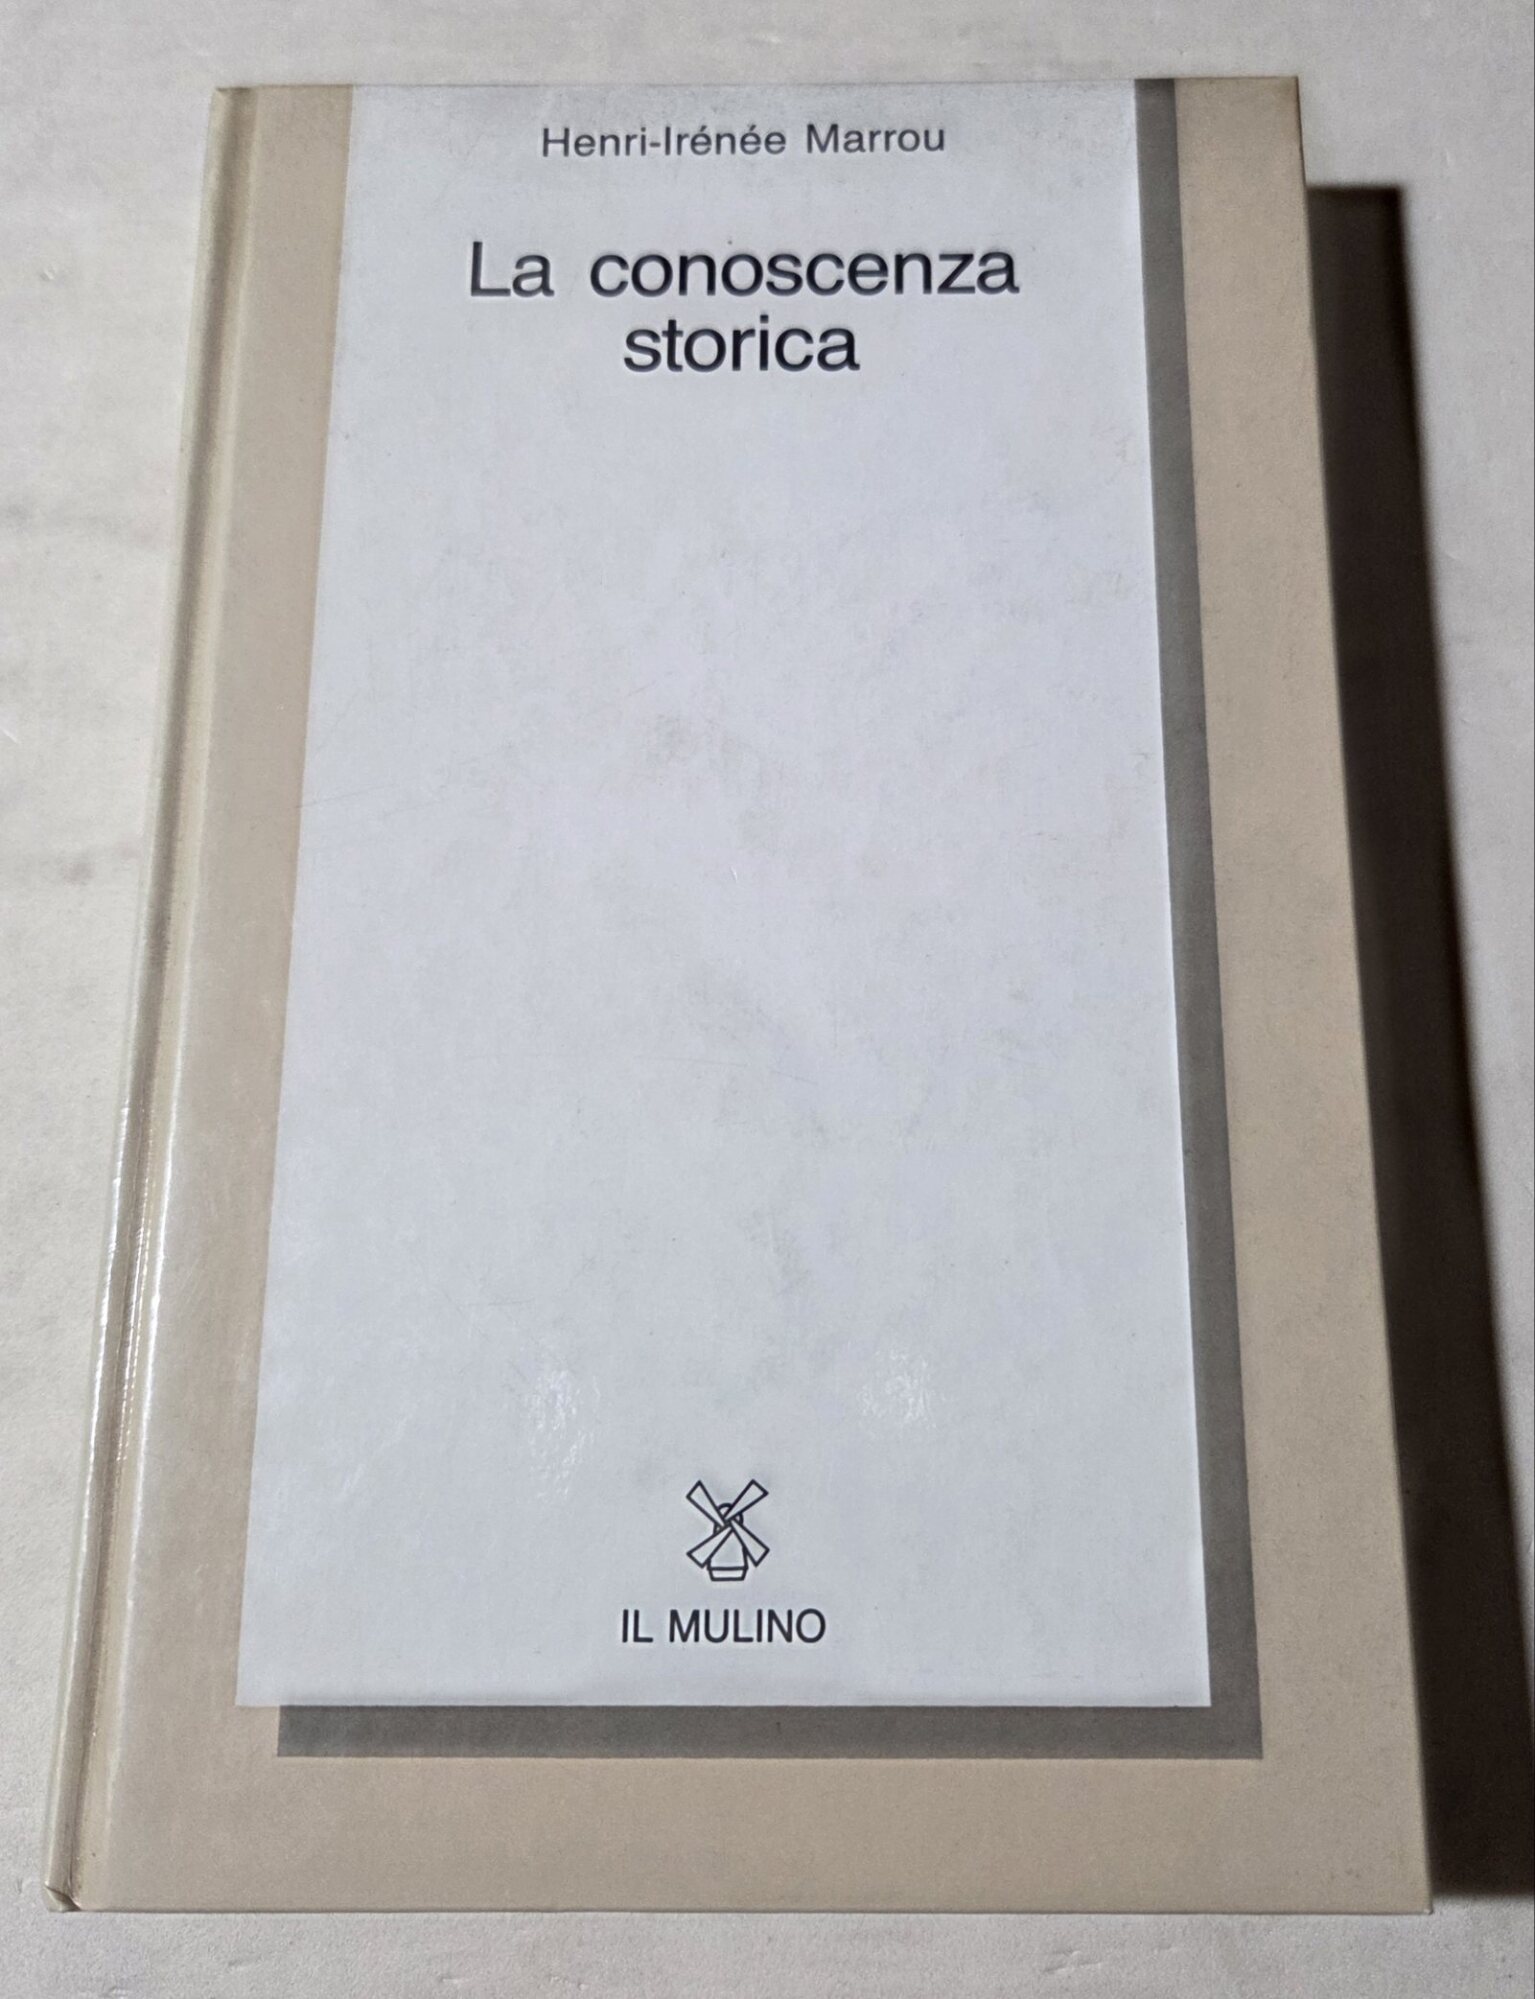 Henri-Irénée Marrou
La conoscenza
storica
IL MULINO